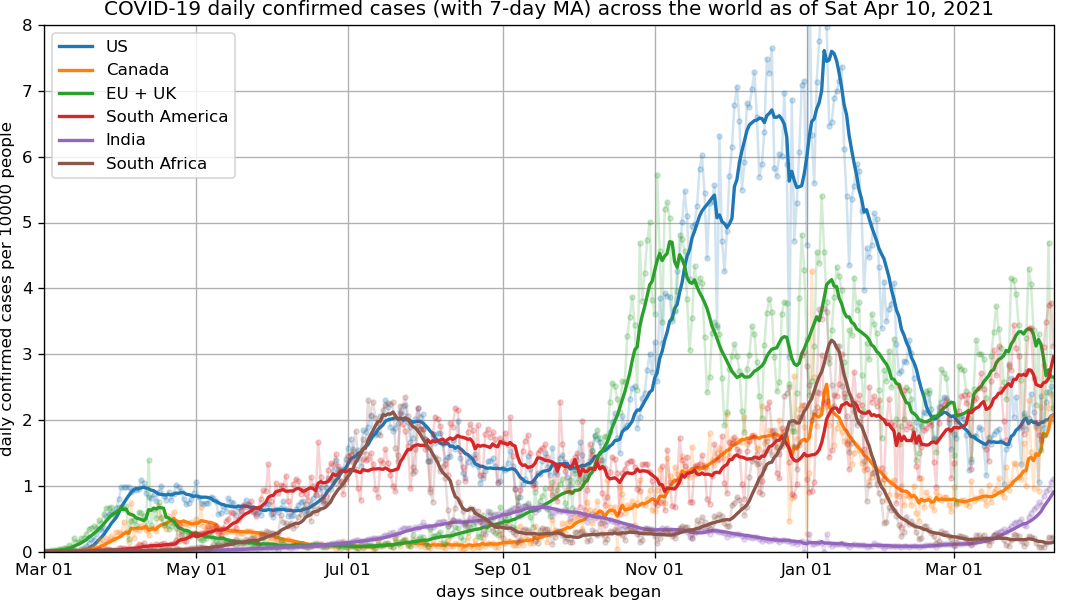 COVID-19 daily confirmed cases (with 7-day MA) across the world as of Sat Apr 10, 2021
8
7
6
5
4
3
2
1
0
daily confirmed cases per 10000 people
US
Canada
EU + UK
South America
India
South Africa
Mar 01 May 01 Jul 01 Sep 01 Nov 01 Jan 01 Mar 01
days since outbreak began